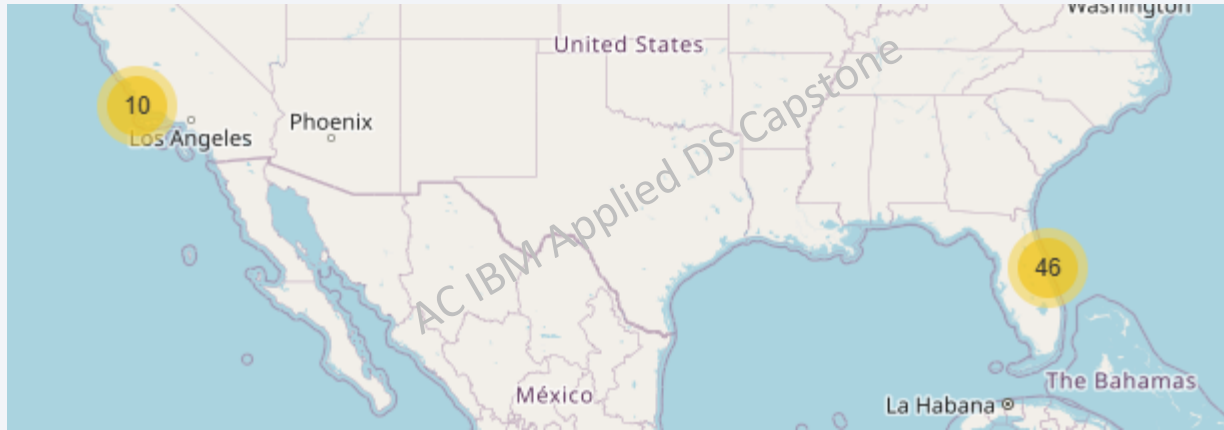 Washington
United States
10
Los Angeles
Phoenix
AC IBM Applied DS Capstone
46
México
The Bahamas
La Habana